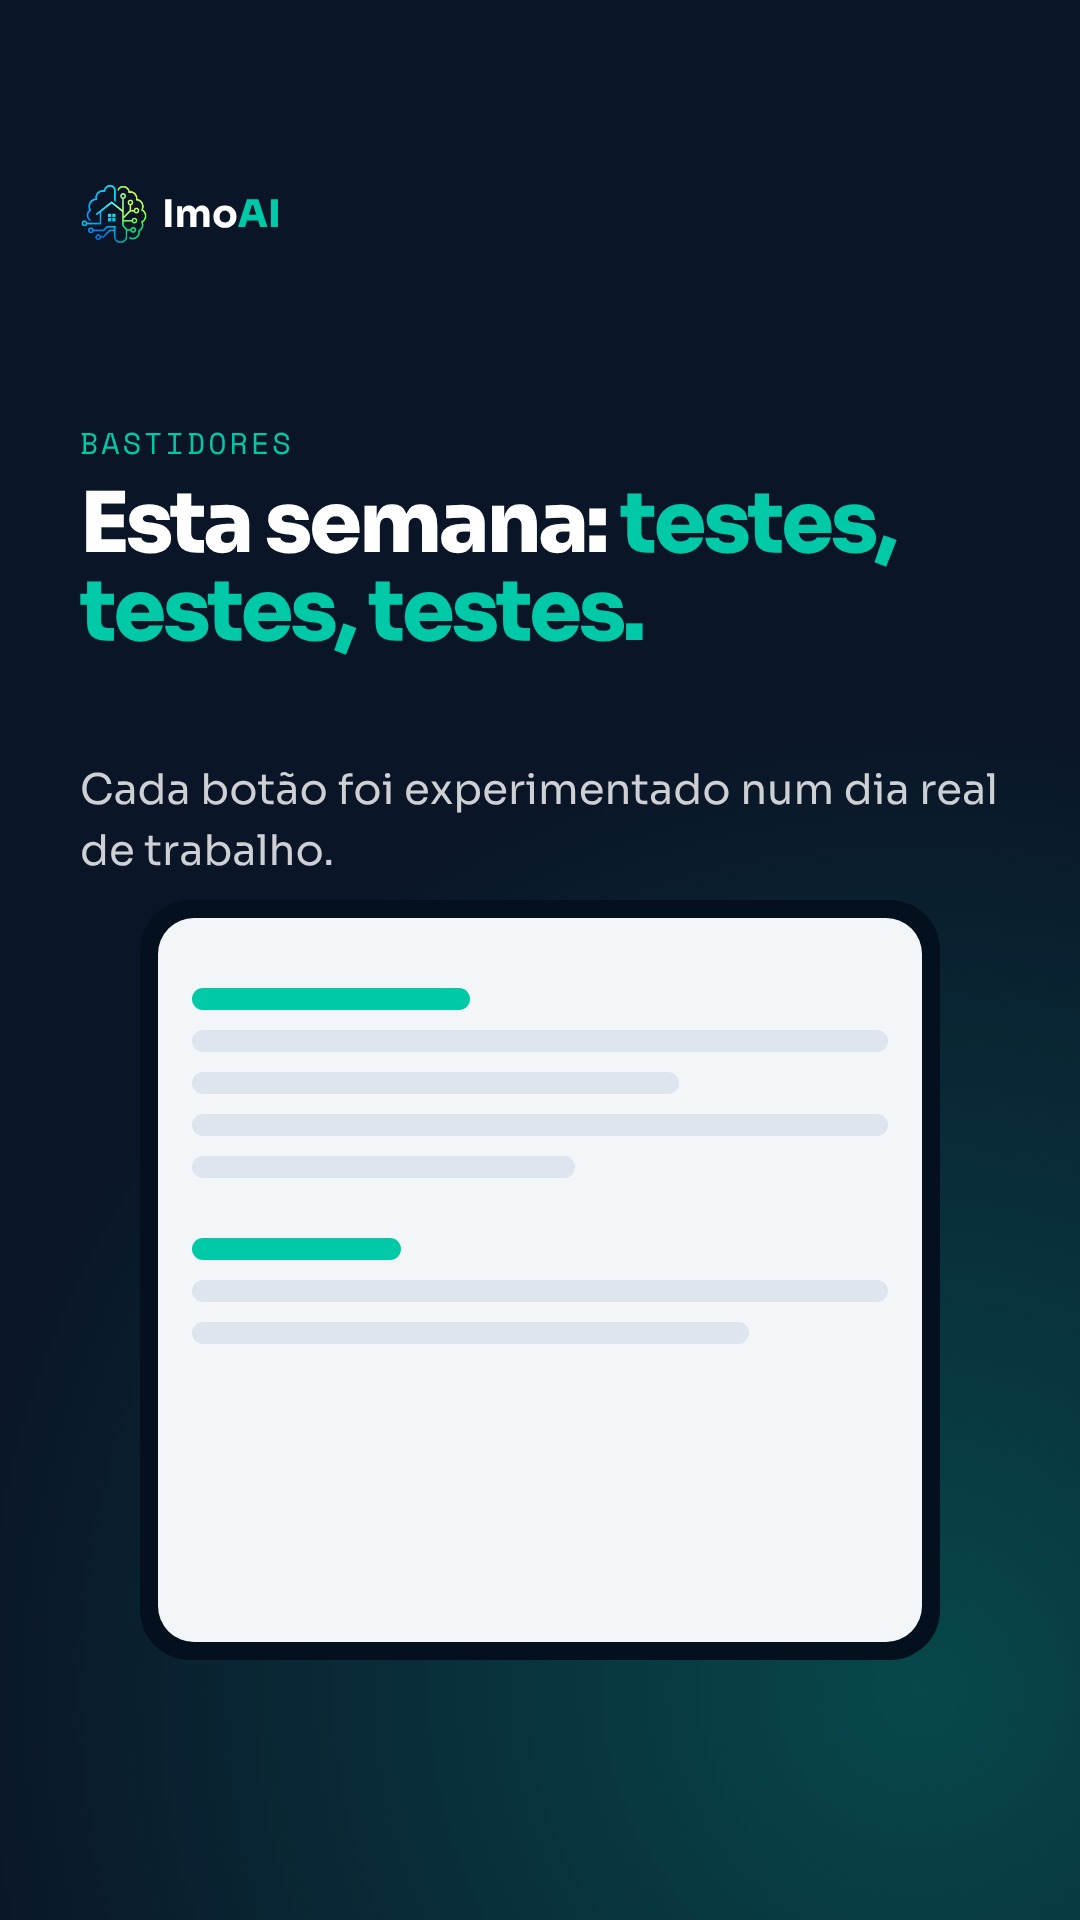 ImoAI
BASTIDORES
Esta semana: testes,
testes, testes.
Cada botão foi experimentado num dia real
de trabalho.